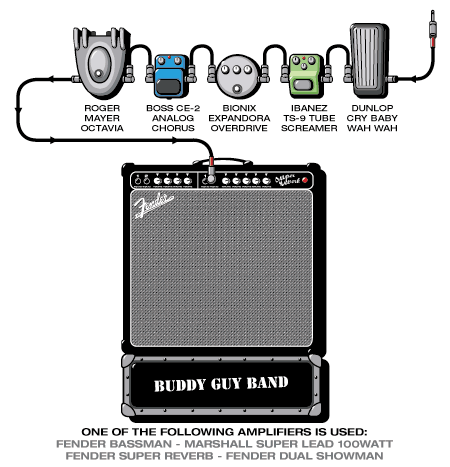 ROGER
MAYER
OCTAVIA
BOSS CE-2
ANALOG
CHORUS
BIONIX
EXPANDORA
OVERDRIVE
IBANEZ
TS-9 TUBE
SCREAMER
DUNLOP
CRY BABY
WAH WAH
Fender
BUDDY GUY BAND
ONE OF THE FOLLOWING AMPLIFIERS IS USED:
FENDER BASSMAN - MARSHALL SUPER LEAD 100WATT
FENDER SUPER REVERB - FENDER DUAL SHOWMAN